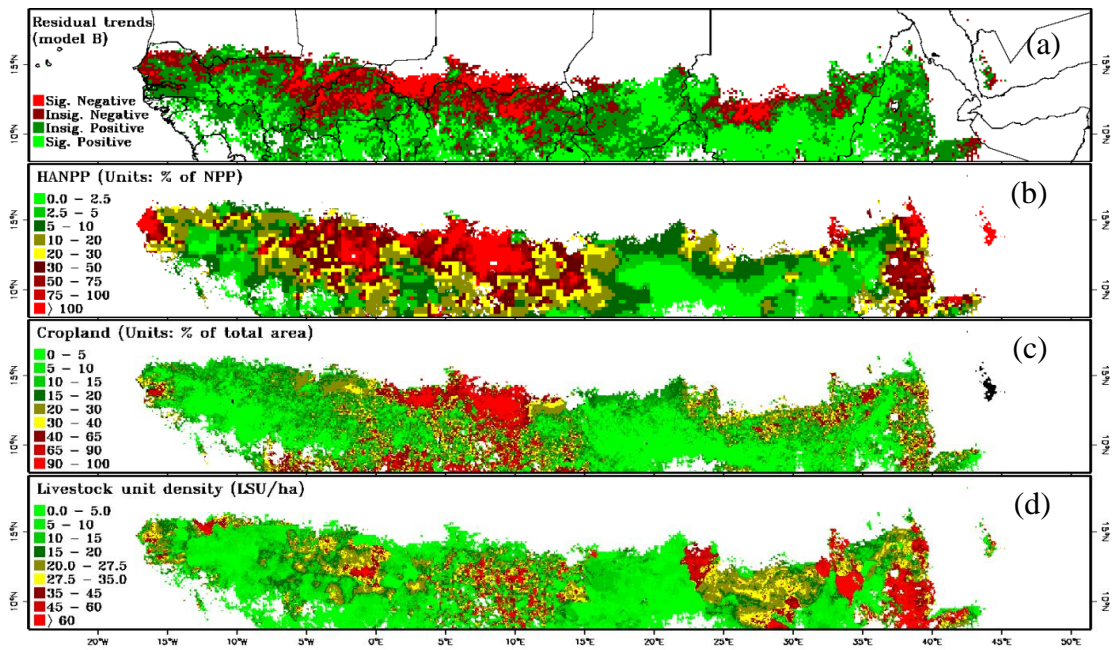 Residual trends
(model B)
(a)
15°N
15°N
Sig. Negative
Insig. Negative
Insig. Positive
Sig. Positive
10°N
10°N
HANPP (Units: % of NPP)
(b)
0.0 - 2.5
2.5 - 5
5 - 10
10 - 20
20 - 30
30 - 50
50 - 75
75 - 100
> 100
15°N
15°N
10°N
10°N
Cropland (Units: % of total area)
(c)
0 - 5
5 - 10
10 - 15
15 - 20
20 - 30
30 - 40
40 - 65
65 - 90
90 - 100
15°N
15°N
10°N
10°N
Livestock unit density (LSU/ha)
(d)
0.0 - 5.0
5 - 10
10 - 15
15 - 20
20.0 - 27.5
27.5 - 35.0
35 - 45
45 - 60
> 60
15°N
15°N
10°N
10°N
20°W 15°W 10°W 5°W 0°E 5°E 10°E 15°E 20°E 25°E 30°E 35°E 40°E 45°E 50°E